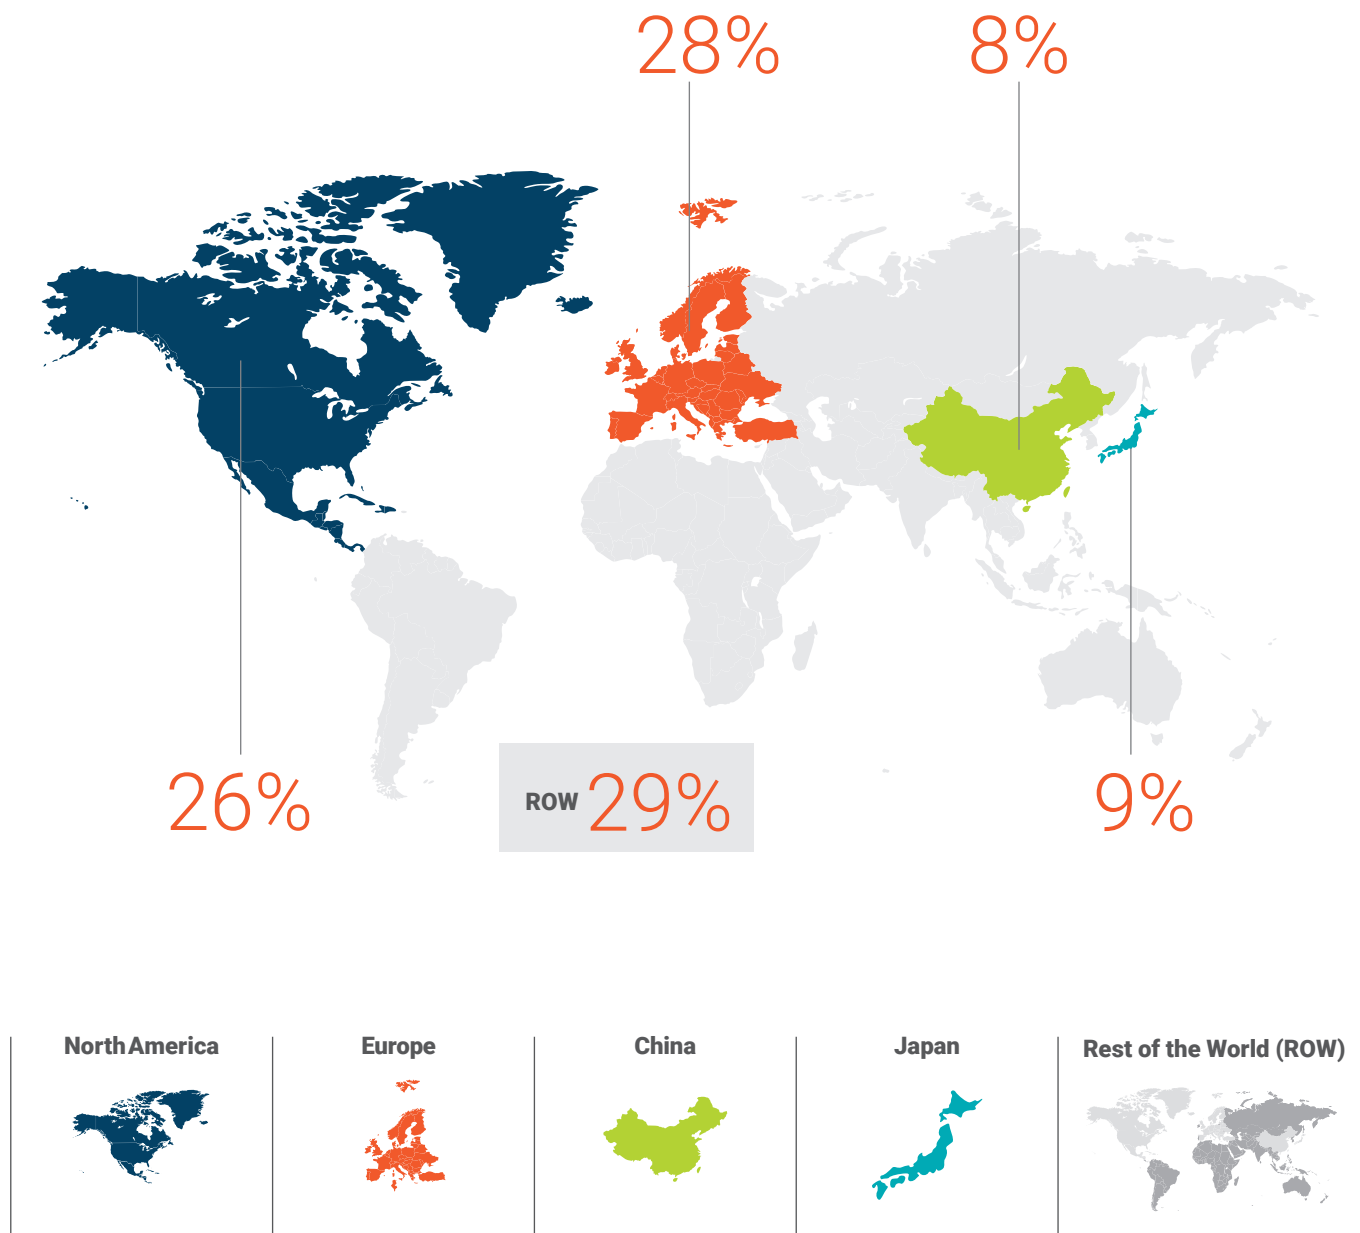 28%
8%
26%
ROW 29%
9%
North America
Europe
China
Japan
Rest of the World (ROW)